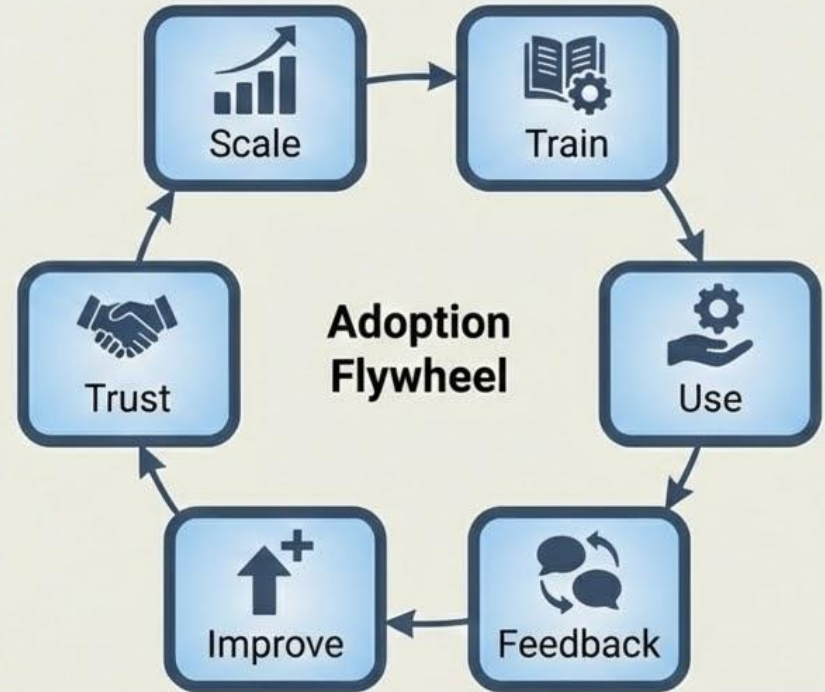 Scale
Train
Trust
Adoption
Flywheel
Use
Improve
Feedback